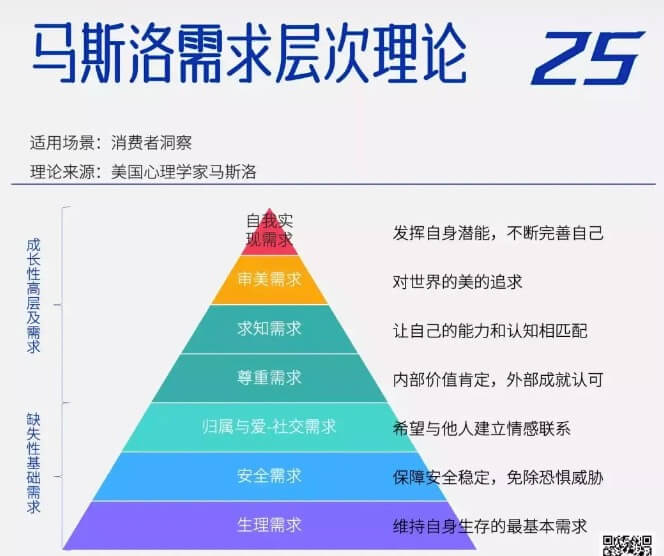 马斯洛需求层次理论
25
适用场景：消费者洞察
理论来源：美国心理学家马斯洛
成长性高层及需求
缺失性基础需求
自我实
现需求
发挥自身潜能，不断完善自己
审美需求
对世界的美的追求
求知需求
让自己的能力和认知相匹配
尊重需求
内部价值肯定，外部成就认可
归属与爱-社交需求
希望与他人建立情感联系
安全需求
保障安全稳定，免除恐惧威胁
生理需求
维持自身生存的最基本需求